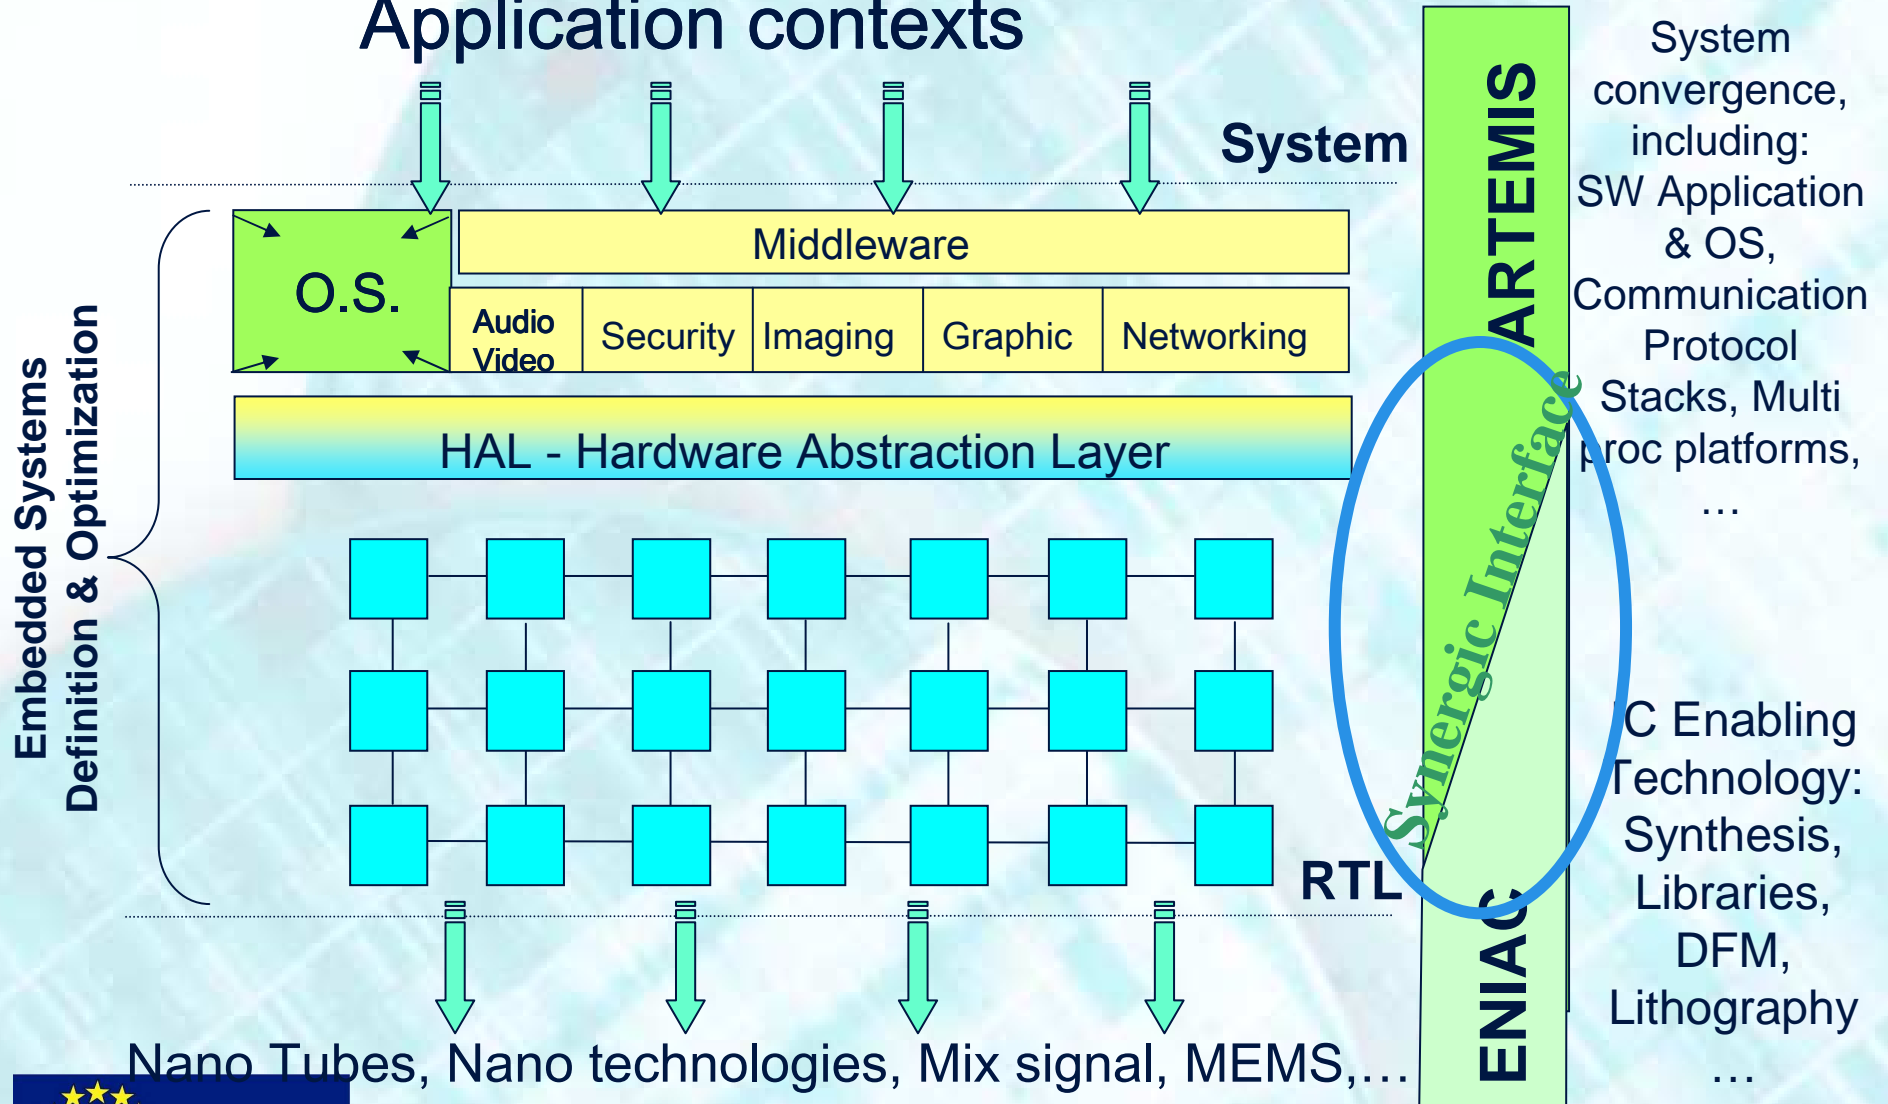 Application contexts
System
O.S.
Middleware
Audio
Video
Security
Imaging
Graphic
Networking
HAL - Hardware Abstraction Layer
Embedded Systems
Definition & Optimization
RTL
Nano Tubes, Nano technologies, Mix signal, MEMS,...
ARTEMIS
Synergic Interface
ENIAC
System
convergence,
including:
SW Application
& OS,
Communication
Protocol
Stacks, Multi
proc platforms,
...
C Enabling
Technology:
Synthesis,
Libraries,
DFM,
Lithography
...